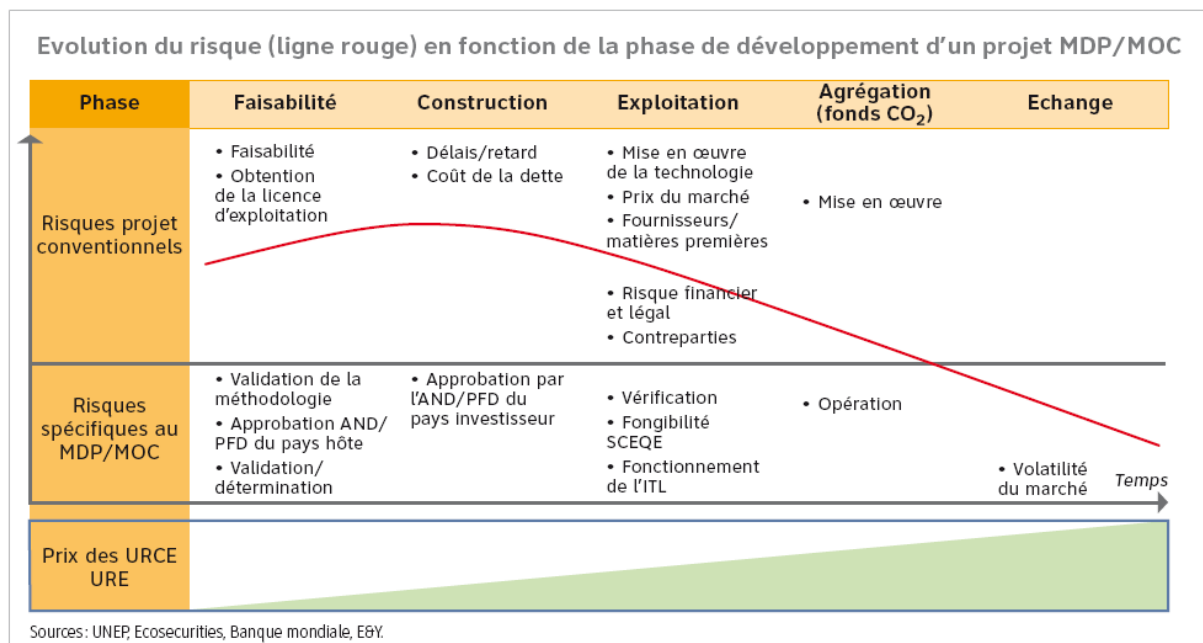 Evolution du risque (ligne rouge) en fonction de la phase de développement d'un projet MDP/MOC
Phase
Faisabilité
Construction
Exploitation
Agrégation
(fonds CO₂)
Echange
Risques projet
conventionnels
• Faisabilité
• Obtention
de la licence
d'exploitation
• Délais/retard
• Coût de la dette
• Mise en œuvre
de la technologie
• Prix du marché
• Fournisseurs/
matières premières
• Risque financier
et légal
• Contreparties
• Mise en œuvre
Risques
spécifiques au
MDP/MOC
• Validation de la
méthodologie
• Approbation AND/
PFD du pays hôte
• Validation/
détermination
• Approbation par
l'AND/PFD du
pays investisseur
• Vérification
• Fongibilité
SCEQE
• Fonctionnement
de l'ITL
• Opération
• Volatilité
du marché
Temps
Prix des URCE
URE
Sources : UNEP, Ecosecurities, Banque mondiale, E&Y.